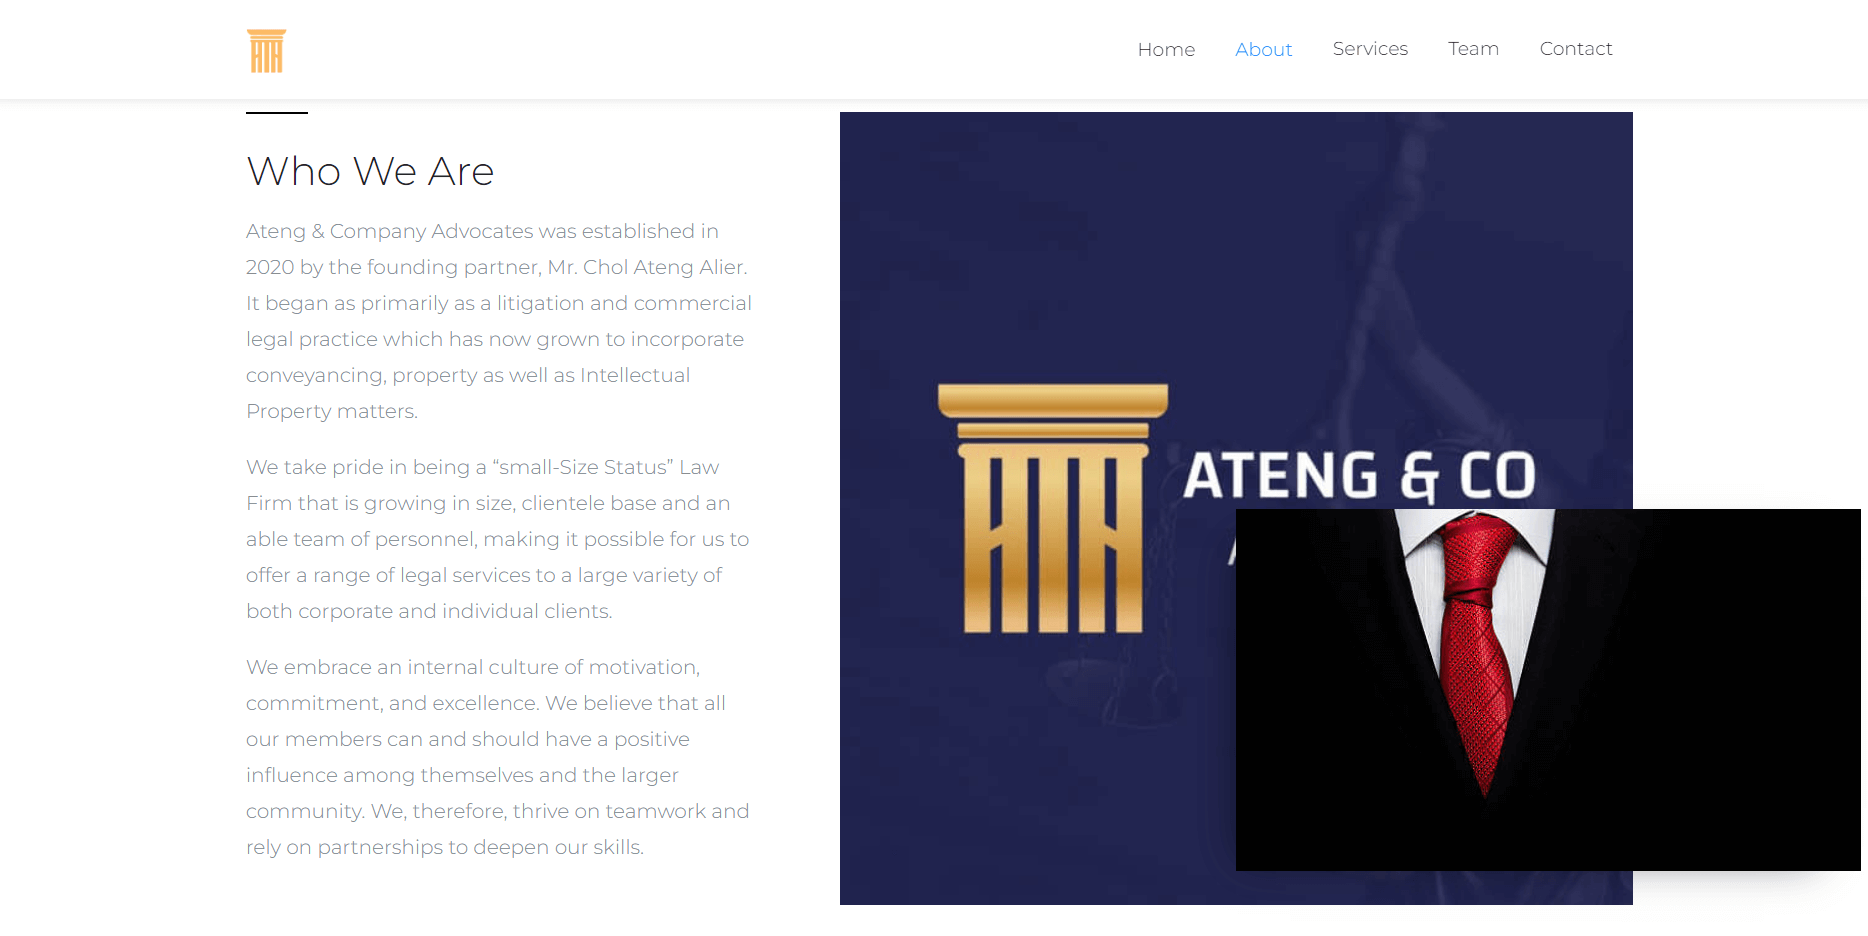 Home About Services Team Contact
Who We Are
Ateng & Company Advocates was established in
2020 by the founding partner, Mr. Chol Ateng Alier.
It began as primarily as a litigation and commercial
legal practice which has now grown to incorporate
conveyancing, property as well as Intellectual
Property matters.
We take pride in being a “small-Size Status” Law
Firm that is growing in size, clientele base and an
able team of personnel, making it possible for us to
offer a range of legal services to a large variety of
both corporate and individual clients.
We embrace an internal culture of motivation,
commitment, and excellence. We believe that all
our members can and should have a positive
influence among themselves and the larger
community. We, therefore, thrive on teamwork and
rely on partnerships to deepen our skills.
ATENG & CO